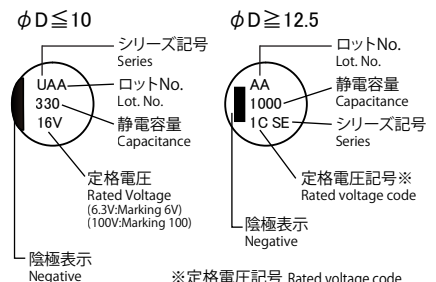 φD≦10
シリーズ記号
Series
UAA
330
16V
ロットNo.
Lot. No.
静電容量
Capacitance
定格電圧
Rated Voltage
(6.3V:Marking 6V)
(100V:Marking 100)
陰極表示
Negative
φD≧12.5
ロットNo.
Lot. No.
AA
1000
1C SE
静電容量
Capacitance
シリーズ記号
Series
定格電圧記号※
Rated voltage code
陰極表示
Negative
※定格電圧記号 Rated voltage code